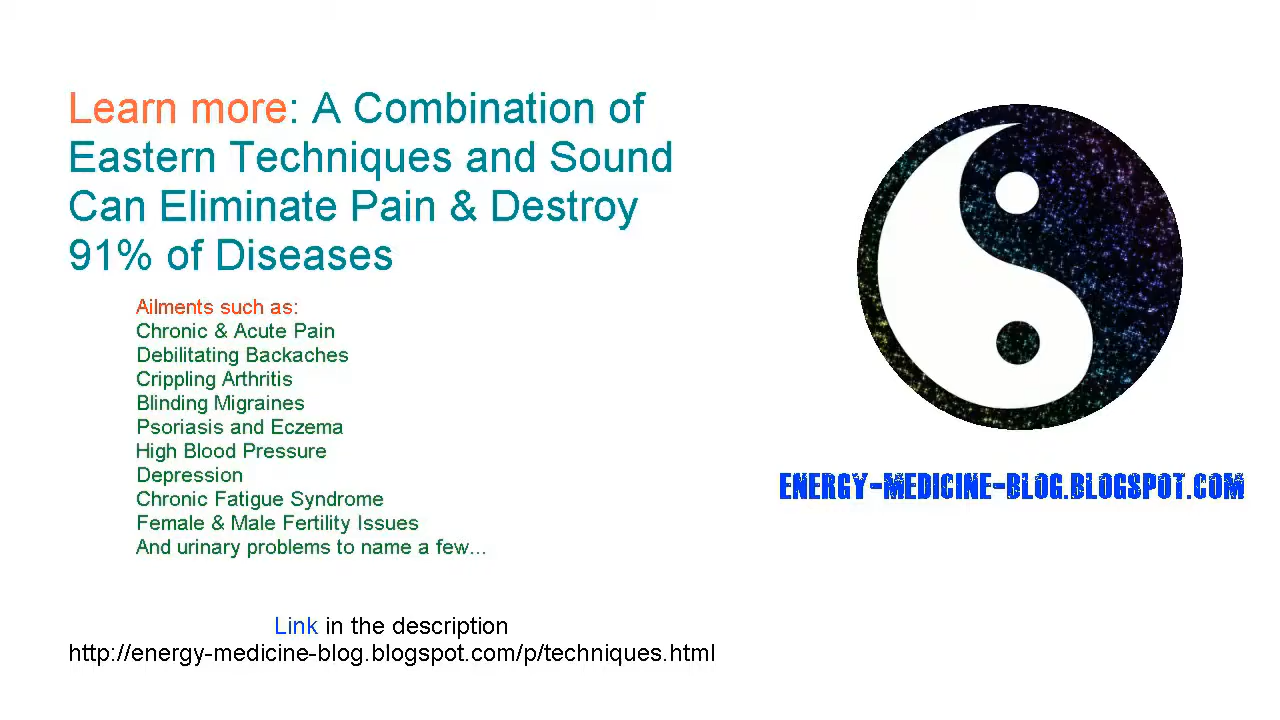 Learn more: A Combination of
Eastern Techniques and Sound
Can Eliminate Pain & Destroy
91% of Diseases
Ailments such as:
Chronic & Acute Pain
Debilitating Backaches
Crippling Arthritis
Blinding Migraines
Psoriasis and Eczema
High Blood Pressure
Depression
Chronic Fatigue Syndrome
Female & Male Fertility Issues
And urinary problems to name a few...
ENERGY-MEDICINE-BLOG.BLOGSPOT.COM
Link in the description
http://energy-medicine-blog.blogspot.com/p/techniques.html